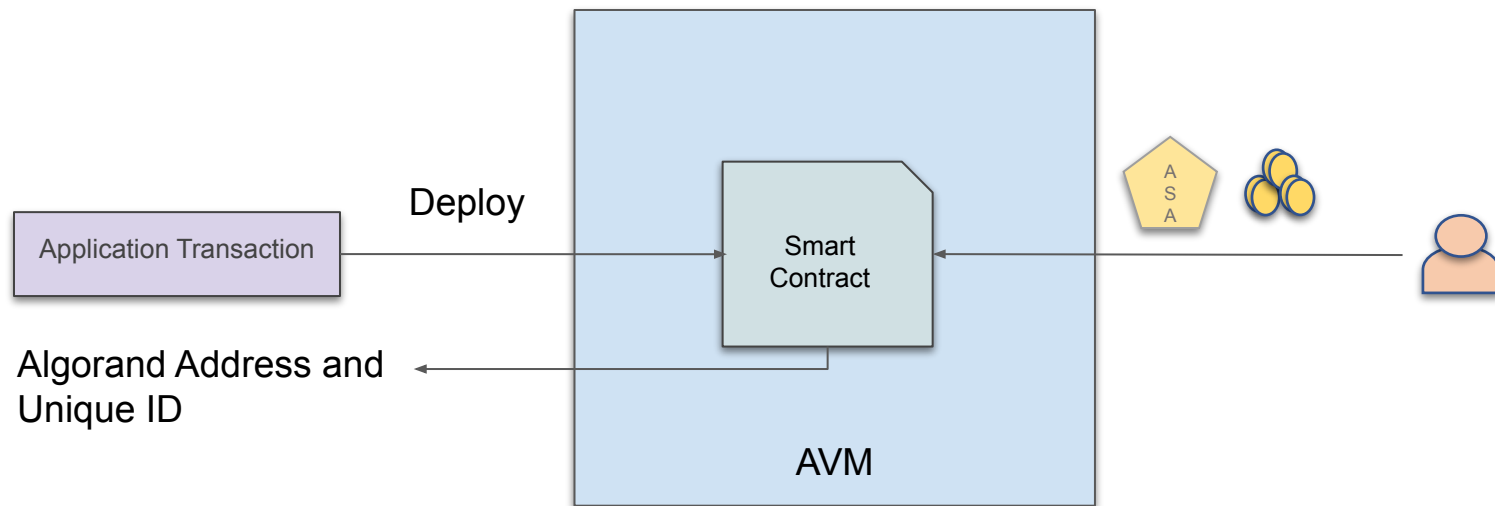 Deploy
Application Transaction
Smart
Contract
A
S
A
Algorand Address and
Unique ID
AVM